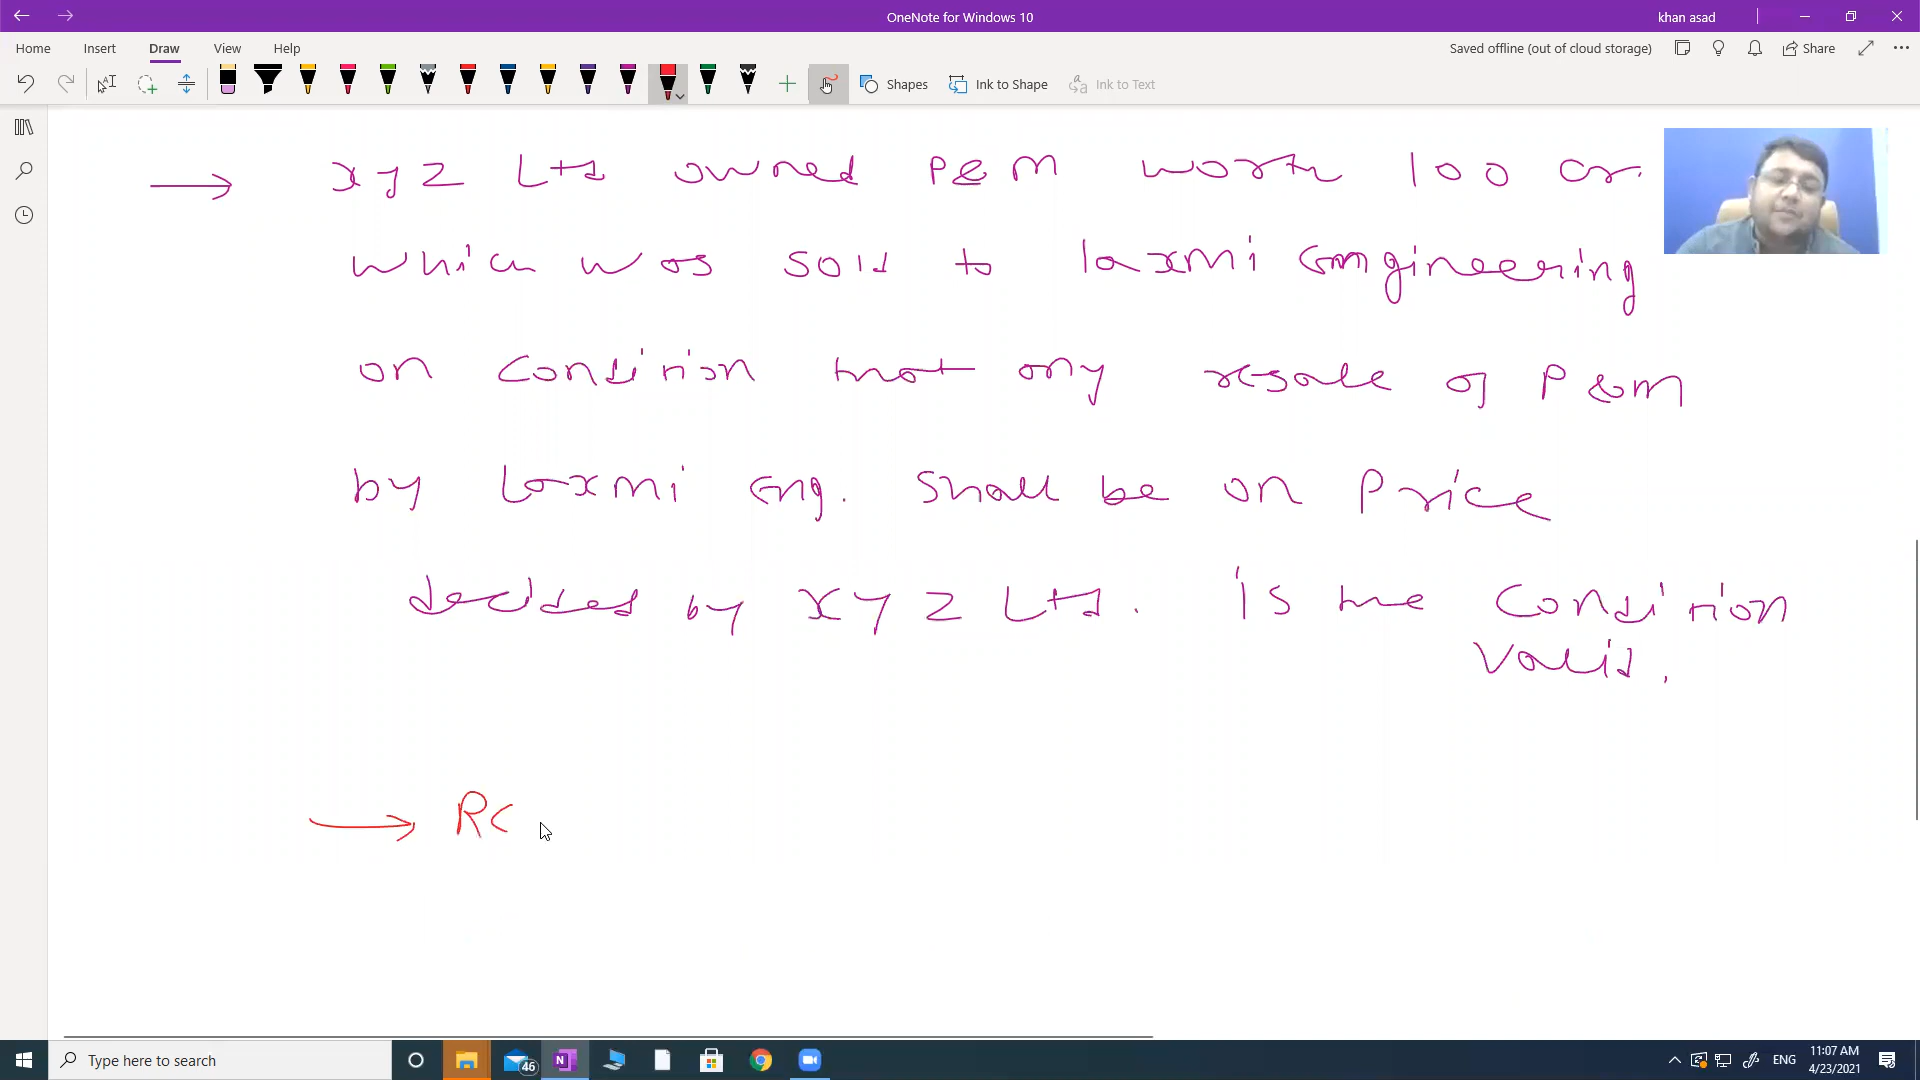 OneNote for Windows 10
khan asad
Home Insert Draw View Help
Saved offline (out of cloud storage) Share
Shapes Ink to Shape Ink to Text
xyz Ltd owned P&M worth 100 cr.
which was sold to laxmi Engineering
on condition that any resale of P&M
by Laxmi Eng. shall be on Price
decided by XYZ Ltd. Is the condition
valid.
RC
Type here to search
46
ENG
11:07 AM
4/23/2021